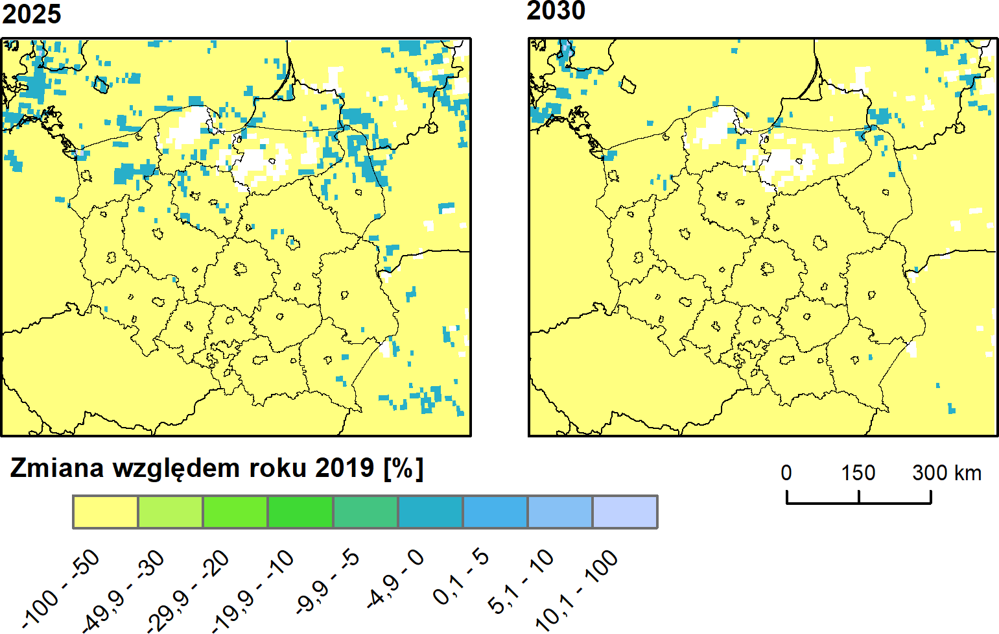 2025
2030
Zmiana względem roku 2019 [%]
0 150 300 km
-100 - -50
-49,9 - -30
-29,9 - -20
-19,9 - -10
-9,9 - -5
-4,9 - 0
0,1 - 5
5,1 - 10
10,1 - 100